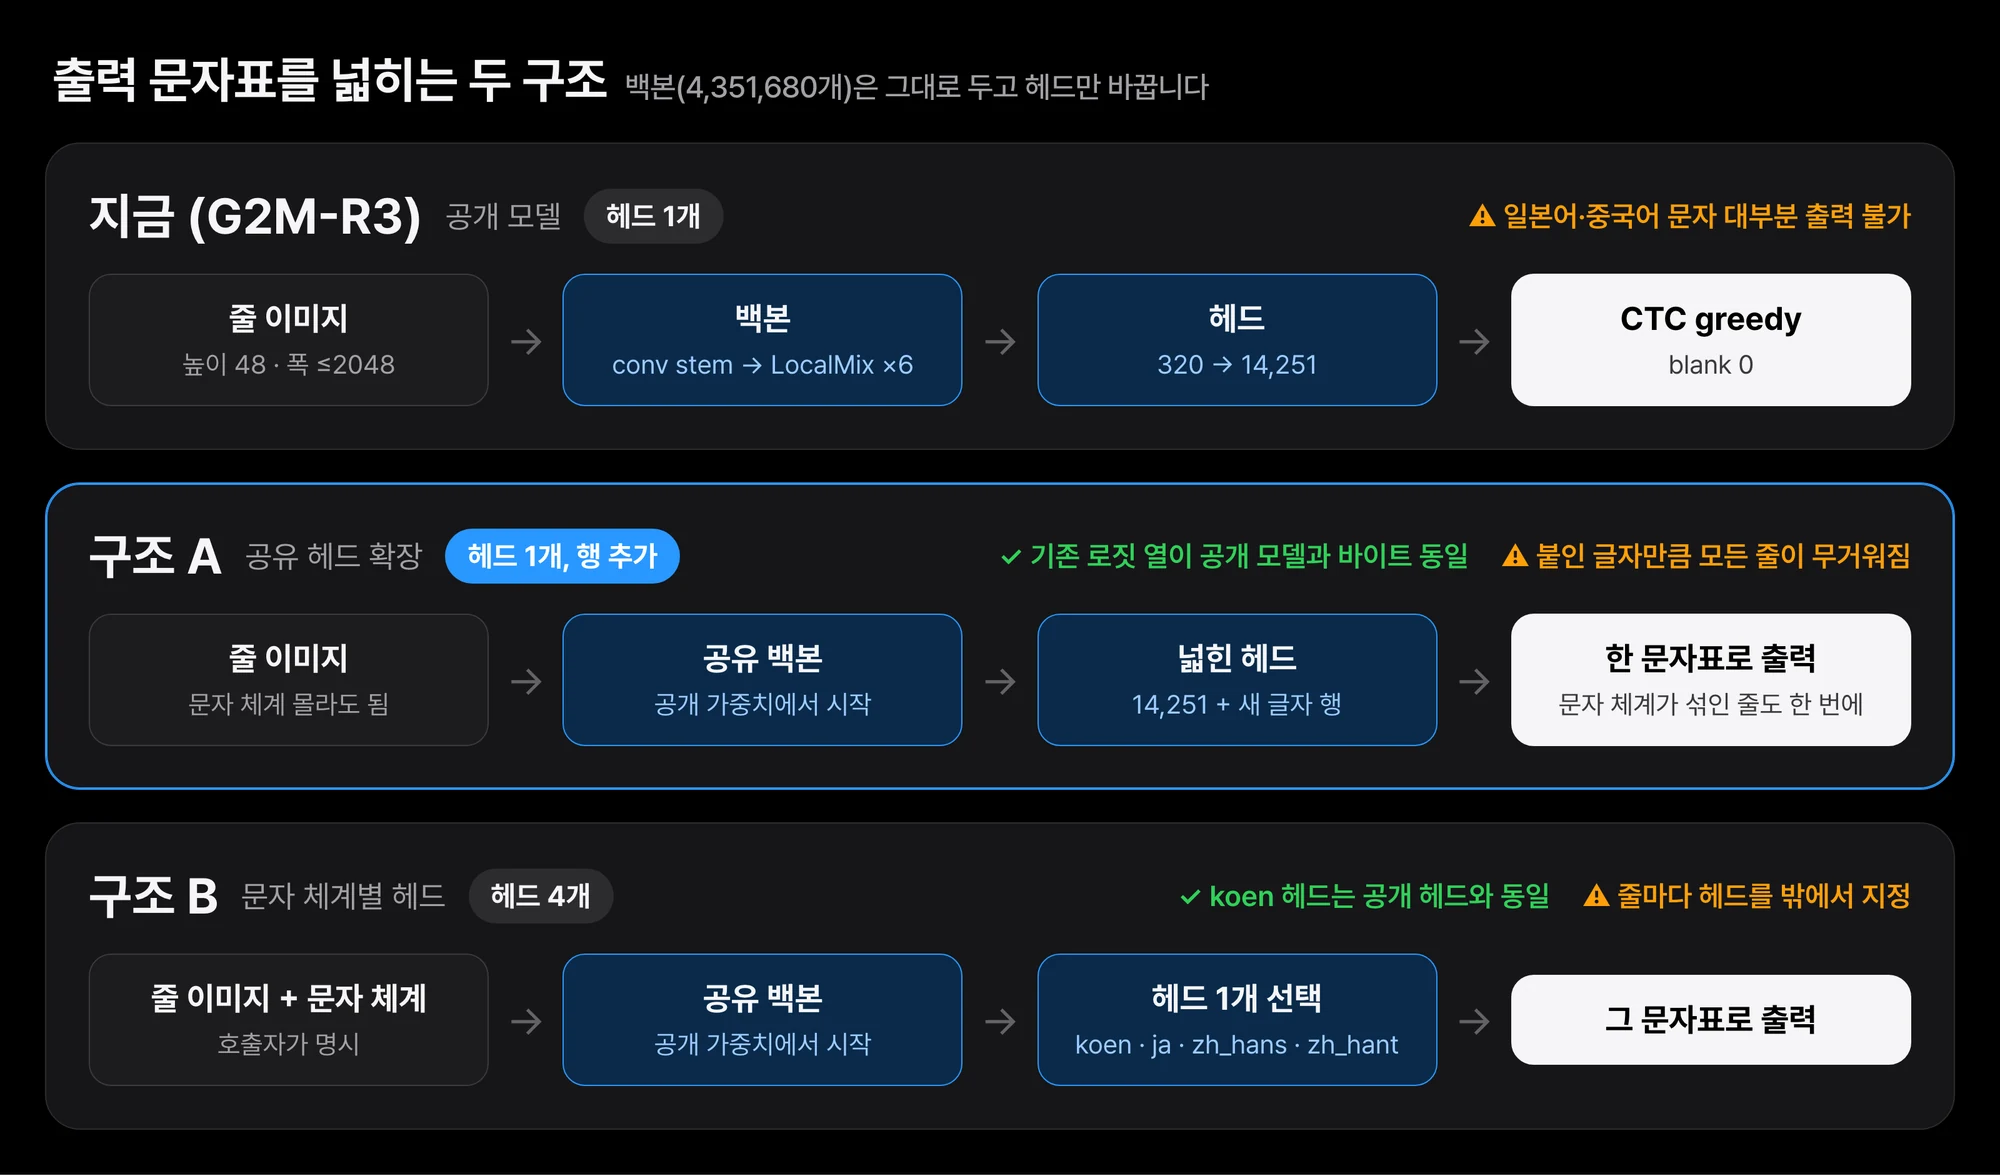 출력 문자표를 넓히는 두 구조 백본(4,351,680개)은 그대로 두고 헤드만 바꿉니다
지금 (G2M-R3) 공개 모델 헤드 1개 ⚠ 일본어·중국어 문자 대부분 출력 불가
줄 이미지
높이 48 · 폭 ≤2048
→
백본
conv stem → LocalMix ×6
→
헤드
320 → 14,251
→
CTC greedy
blank 0
구조 A 공유 헤드 확장 헤드 1개, 행 추가 ✓ 기존 로짓 열이 공개 모델과 바이트 동일 ⚠ 붙인 글자만큼 모든 줄이 무거워짐
줄 이미지
문자 체계 몰라도 됨
→
공유 백본
공개 가중치에서 시작
→
넓힌 헤드
14,251 + 새 글자 행
→
한 문자표로 출력
문자 체계가 섞인 줄도 한 번에
구조 B 문자 체계별 헤드 헤드 4개 ✓ koen 헤드는 공개 헤드와 동일 ⚠ 줄마다 헤드를 밖에서 지정
줄 이미지 + 문자 체계
호출자가 명시
→
공유 백본
공개 가중치에서 시작
→
헤드 1개 선택
koen · ja · zh_hans · zh_hant
→
그 문자표로 출력